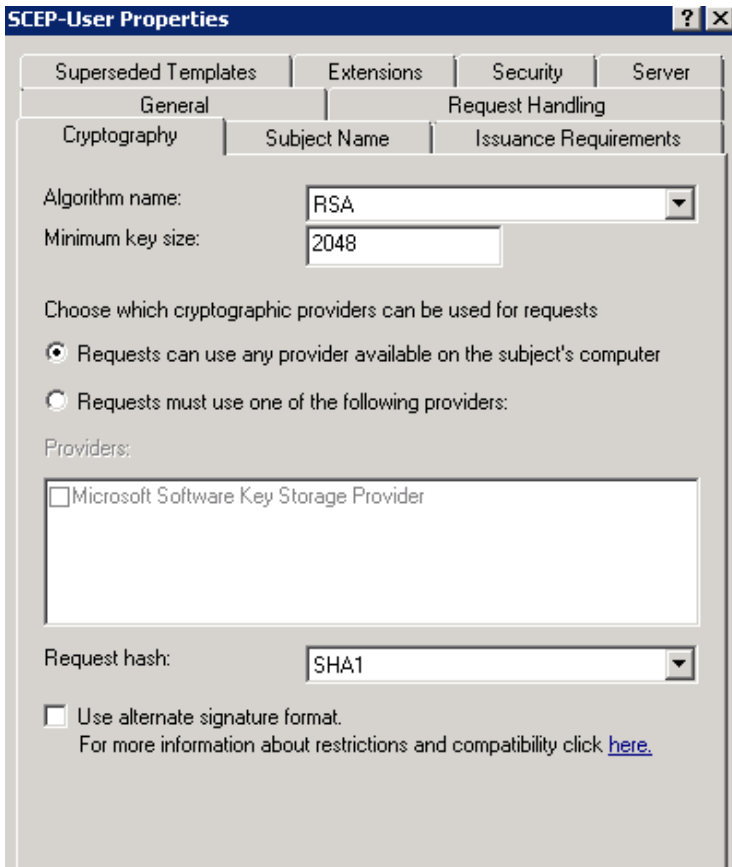 SCEP-User Properties
Superseded Templates Extensions Security Server
General Request Handling
Cryptography Subject Name Issuance Requirements
Algorithm name: RSA
Minimum key size: 2048
Choose which cryptographic providers can be used for requests
Requests can use any provider available on the subject's computer
Requests must use one of the following providers:
Providers:
Microsoft Software Key Storage Provider
Request hash: SHA1
Use alternate signature format.
For more information about restrictions and compatibility click here.